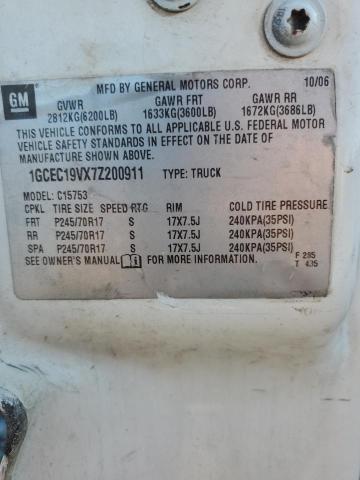 MFD BY GENERAL MOTORS CORP. 10/06
GM
GVWR GAWR FRT GAWR RR
2812KG(6200LB) 1633KG(3600LB) 1672KG(3686LB)
THIS VEHICLE CONFORMS TO ALL APPLICABLE U.S. FEDERAL MOTOR
VEHICLE SAFETY STANDARDS IN EFFECT ON THE DATE OF
MANUFACTURE SHOWN ABOVE.
1GCEC19VX7Z200911 TYPE: TRUCK
MODEL: C15753
CPKL TIRE SIZE SPEED RTG RIM COLD TIRE PRESSURE
FRT P245/70R17 S 17X7.5J 240KPA(35PSI)
RR P245/70R17 S 17X7.5J 240KPA(35PSI)
SPA P245/70R17 S 17X7.5J 240KPA(35PSI)
SEE OWNER'S MANUAL FOR MORE INFORMATION. F 285
T 435